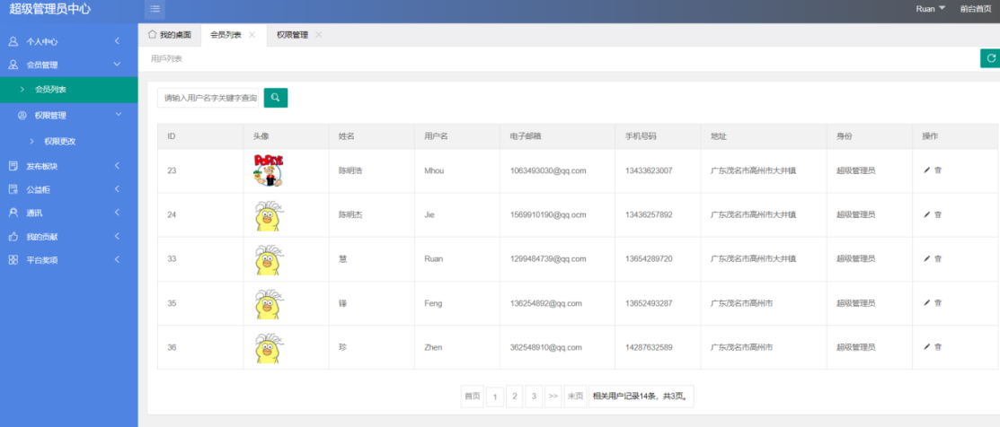 超级管理员中心
Ruan 前台首页
个人中心
会员管理
会员列表
权限管理
权限更改
发布板块
公益柜
通讯
我的贡献
平台奖项
我的桌面 会员列表 权限管理
用戶列表
请输入用户名字关键字查询
ID 头像 姓名 用户名 电子邮箱 手机号码 地址 身份 操作
23 POPEYE 陈明浩 Mhou 1063493030@qq.com 13433623007 广东茂名市高州市大井镇 超级管理员
24 陈明杰 Jie 1569910190@qq.ocm 13436257892 广东茂名市高州市大井镇 超级管理员
33 慧 Ruan 1299484739@qq.com 13654289720 广东茂名市高州市大井镇 超级管理员
35 锋 Feng 136254892@qq.com 13652493287 广东茂名市高州市 超级管理员
36 珍 Zhen 362548910@qq.com 14287632589 广东茂名市高州市 超级管理员
首页 1 2 3 >> 末页 相关用户记录14条，共3页。